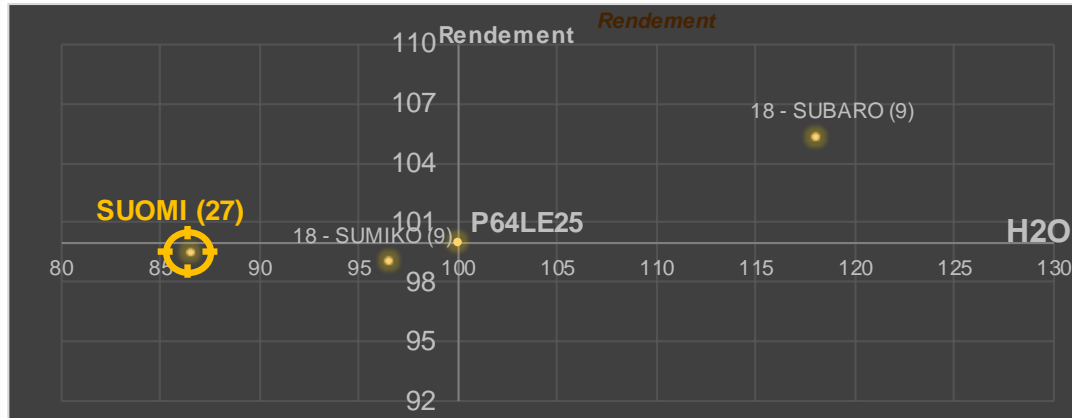 Rendement
110
Rendement
107
18 - SUBARO (9)
104
SUOMI (27)
101
P64LE25
18 - SUMIKO (9)
H2O
80
85
90
95
100
105
110
115
120
125
130
98
95
92